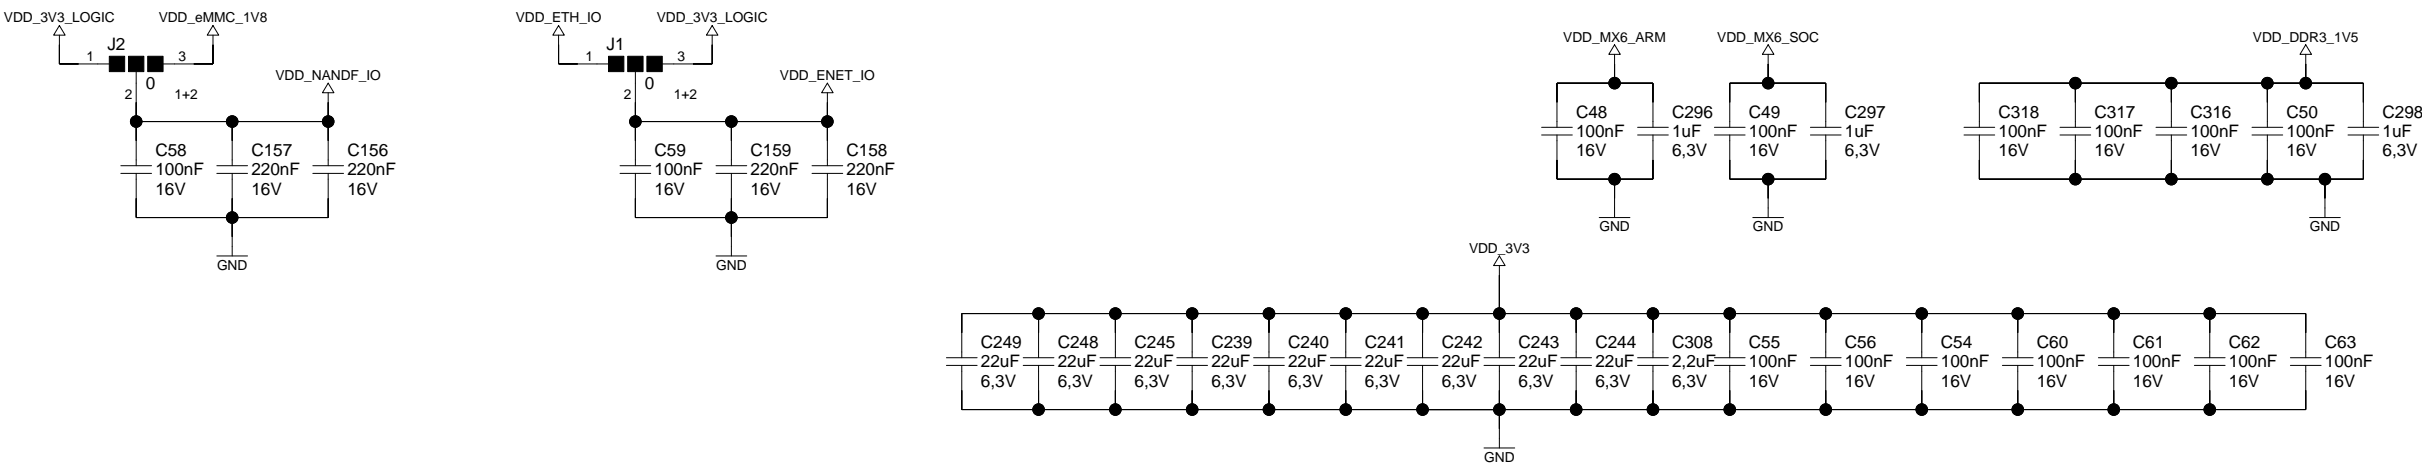 VDD_3V3_LOGIC
VDD_eMMC_1V8
J2
1
3
0
2
1+2
VDD_NANDF_IO
C58
100nF
16V
C157
220nF
16V
C156
220nF
16V
GND
VDD_ETH_IO
VDD_3V3_LOGIC
J1
1
3
0
2
1+2
VDD_ENET_IO
C59
100nF
16V
C159
220nF
16V
C158
220nF
16V
GND
VDD_MX6_ARM
C48
100nF
16V
C296
1uF
6,3V
GND
VDD_MX6_SOC
C49
100nF
16V
C297
1uF
6,3V
GND
VDD_DDR3_1V5
C318
100nF
16V
C317
100nF
16V
C316
100nF
16V
C50
100nF
16V
C298
1uF
6,3V
GND
VDD_3V3
C249
22uF
6,3V
C248
22uF
6,3V
C245
22uF
6,3V
C239
22uF
6,3V
C240
22uF
6,3V
C241
22uF
6,3V
C242
22uF
6,3V
C243
22uF
6,3V
C244
22uF
6,3V
C308
2,2uF
6,3V
C55
100nF
16V
C56
100nF
16V
C54
100nF
16V
C60
100nF
16V
C61
100nF
16V
C62
100nF
16V
C63
100nF
16V
GND